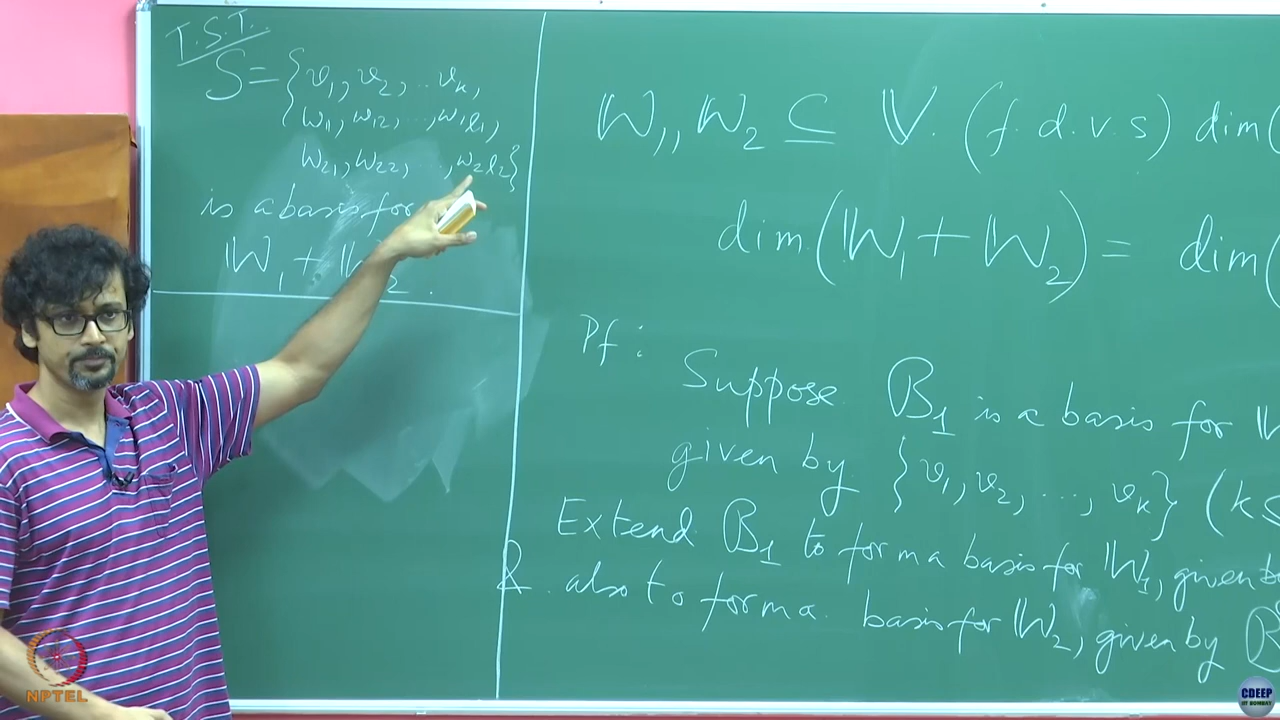 T.S.T.
S = {v₁, v₂, .. vₖ,
w₁₁, w₁₂, ..., w₁ℓ₁,
w₂₁, w₂₂, ..., w₂ℓ₂}
is a basis for
W₁ + W₂.
W₁, W₂ ⊆ V. (f. d. v. s) dim(
dim(W₁ + W₂) = dim(
Pf :
Suppose B₁ is a basis for
given by {v₁, v₂, ..., vₖ} (k ≤
Extend B₁ to form a basis for W₁, given
& also to form a basis for W₂, given by B
NPTEL
CDEEP
IIT BOMBAY